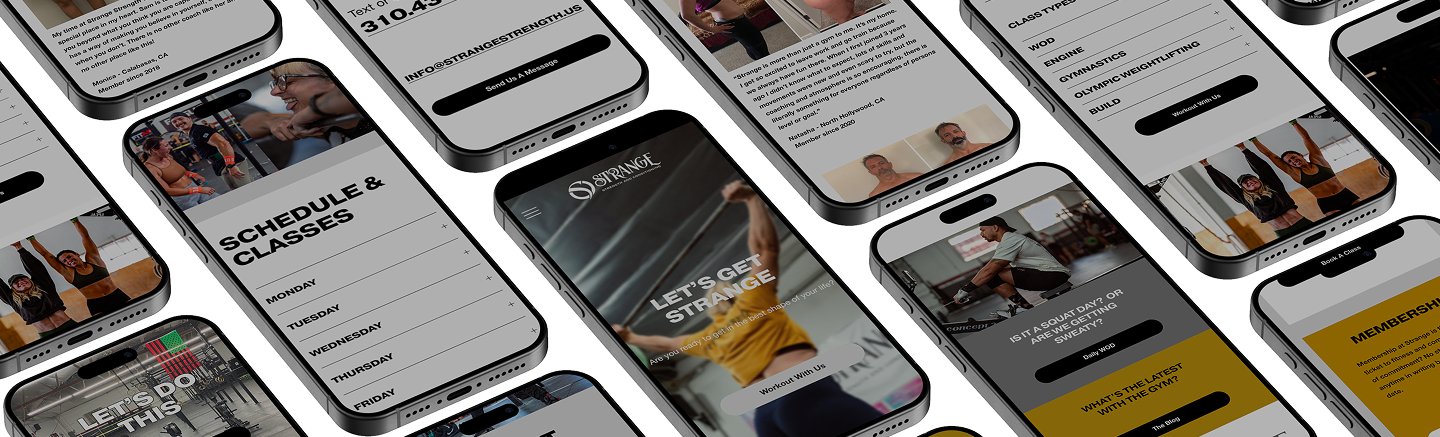 My time at Strange Strength
special place in my heart. Sam is
you beyond what you think you are
has a way of making you believe in yourself,
when you don't. There is no other coach like her and
no other place like this!
Monica - Calabasas, CA
Member since 2018
LET'S DO
THIS
SCHEDULE &
CLASSES
MONDAY
TUESDAY
WEDNESDAY
THURSDAY
FRIDAY
Text of
310.43
INFO@STRANGESTRENGTH.US
Send Us A Message
STRANGE
STRENGTH AND CONDITIONING
LET'S GET
STRANGE
Are you ready to get in the best shape of your life?
Workout With Us
"Strange is more than just a gym to me, it's my home.
I get so excited to leave work and go train because
we always have fun there. When I first joined 3 years
ago I didn't know what to expect. Lots of skills and
movements were new and even scary to try, but the
coaching and atmosphere is so encouraging, there is
literally something for everyone regardless of persons
level or goal."
Natasha - North Hollywood, CA
Member since 2020
concept
IS IT A SQUAT DAY? OR
ARE WE GETTING
SWEATY?
Daily WOD
WHAT'S THE LATEST
WITH THE GYM?
The Blog
CLASS TYPES
WOD
ENGINE
GYMNASTICS
OLYMPIC WEIGHTLIFTING
BUILD
Workout With Us
Book A Class
MEMBERSHI
Membership at Strange is
ticket to fitness and
of commitment? No
anytime in writing
date.